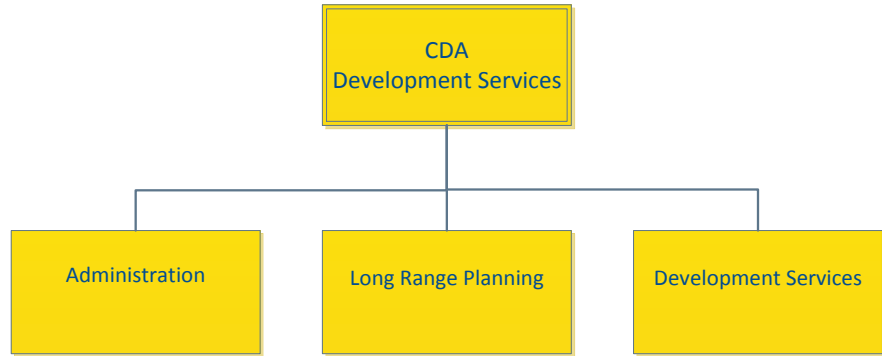 CDA
Development Services
Administration
Long Range Planning
Development Services